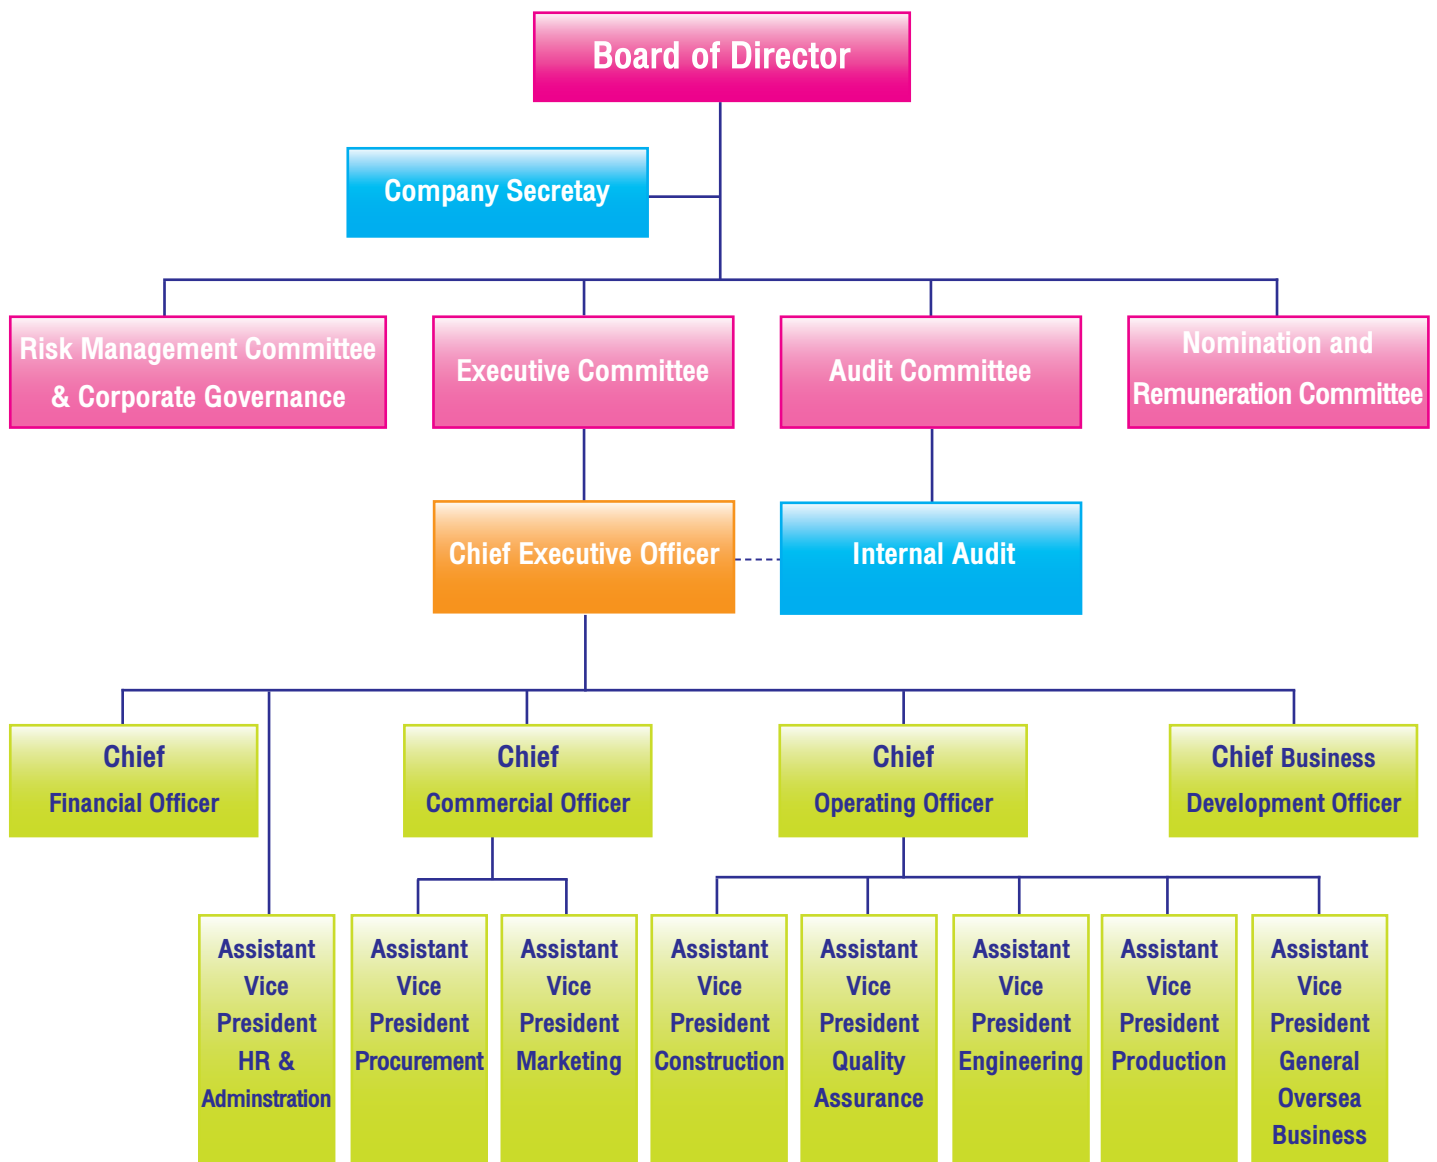 Board of Director
Company Secretay
Risk Management Committee
& Corporate Governance
Executive Committee
Audit Committee
Nomination and
Remuneration Committee
Chief Executive Officer
Internal Audit
Chief
Financial Officer
Chief
Commercial Officer
Chief
Operating Officer
Chief Business
Development Officer
Assistant
Vice
President
HR &
Adminstration
Assistant
Vice
President
Procurement
Assistant
Vice
President
Marketing
Assistant
Vice
President
Construction
Assistant
Vice
President
Quality
Assurance
Assistant
Vice
President
Engineering
Assistant
Vice
President
Production
Assistant
Vice
President
General
Oversea
Business